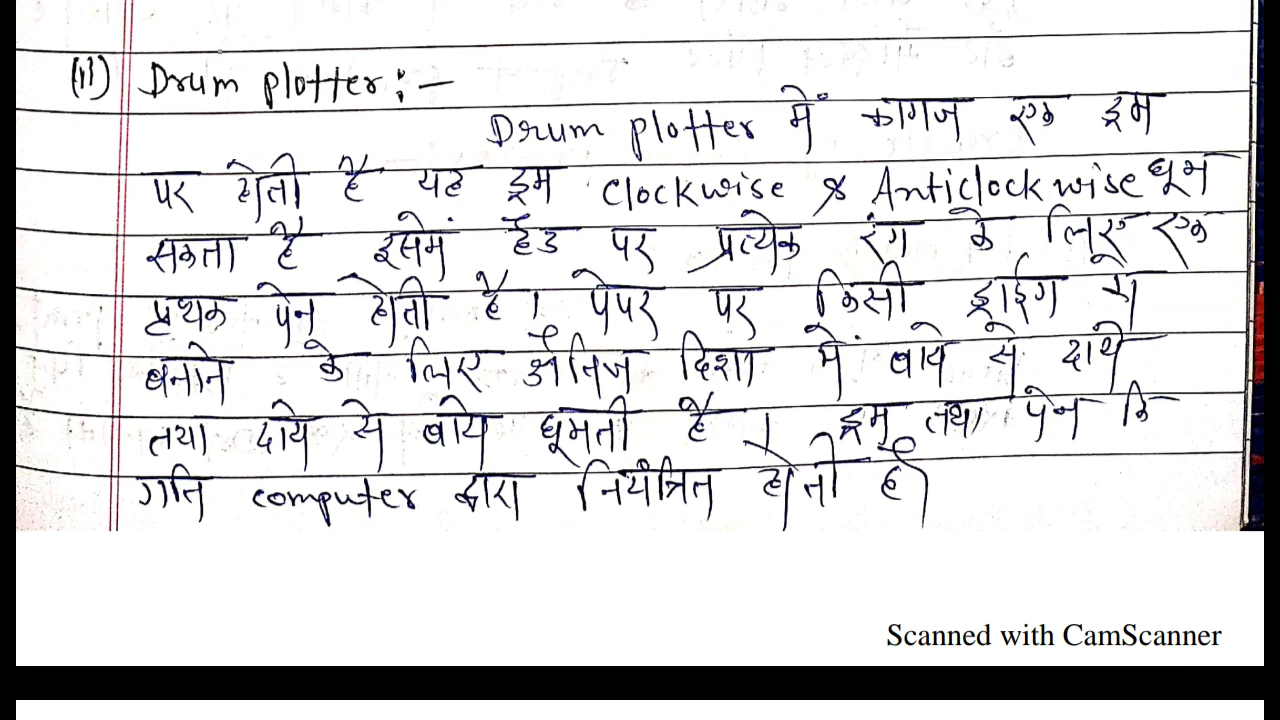 (ii) Drum plotter:-
Drum plotter में कागज एक ड्रम
पर होती है यह ड्रम clockwise & Anticlockwise घूम
सकता है इसमें हैड पर प्रत्येक रंग के लिए एक
प्रथक पेन होती है। पेपर पर किसी ड्राईंग को
बनाने के लिए क्षैतिज दिशा में बाये से दाये
तथा दाये से बाये घूमती है। ड्रम तथा पेन कि
गति computer द्वारा नियंत्रित होती है
Scanned with CamScanner